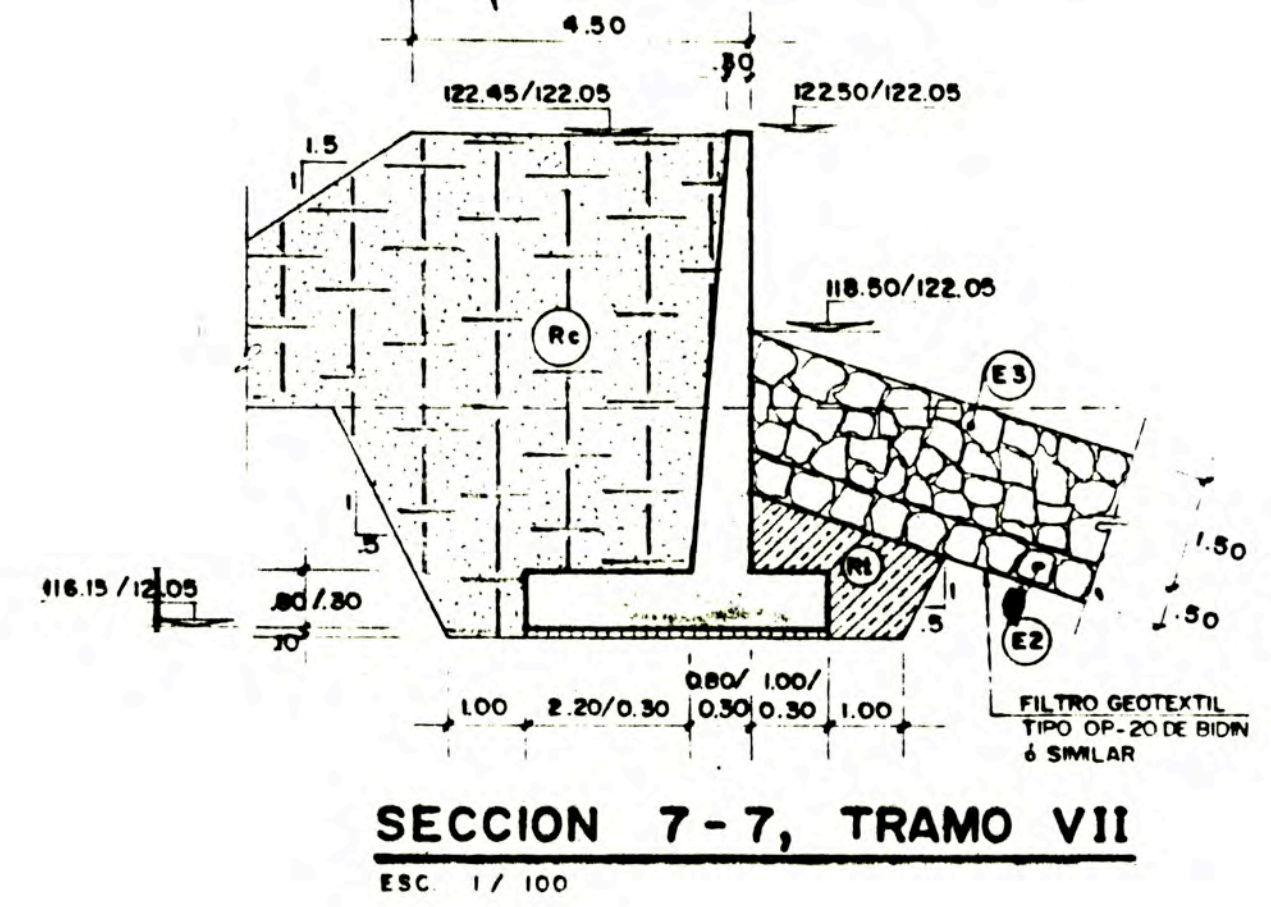 4.50
.30
122.45/122.05
122.50/122.05
1.5
1
118.50/122.05
Rc
E3
1
.5
1.50
116.15/12.05
.80/.30
.10
Rt
1
.5
E2
.50
0.80/ 1.00/
1.00 2.20/0.30 0.30 0.30 1.00
FILTRO GEOTEXTIL
TIPO OP-20 DE BIDIN
ó SIMILAR
SECCION 7-7, TRAMO VII
ESC. 1/100